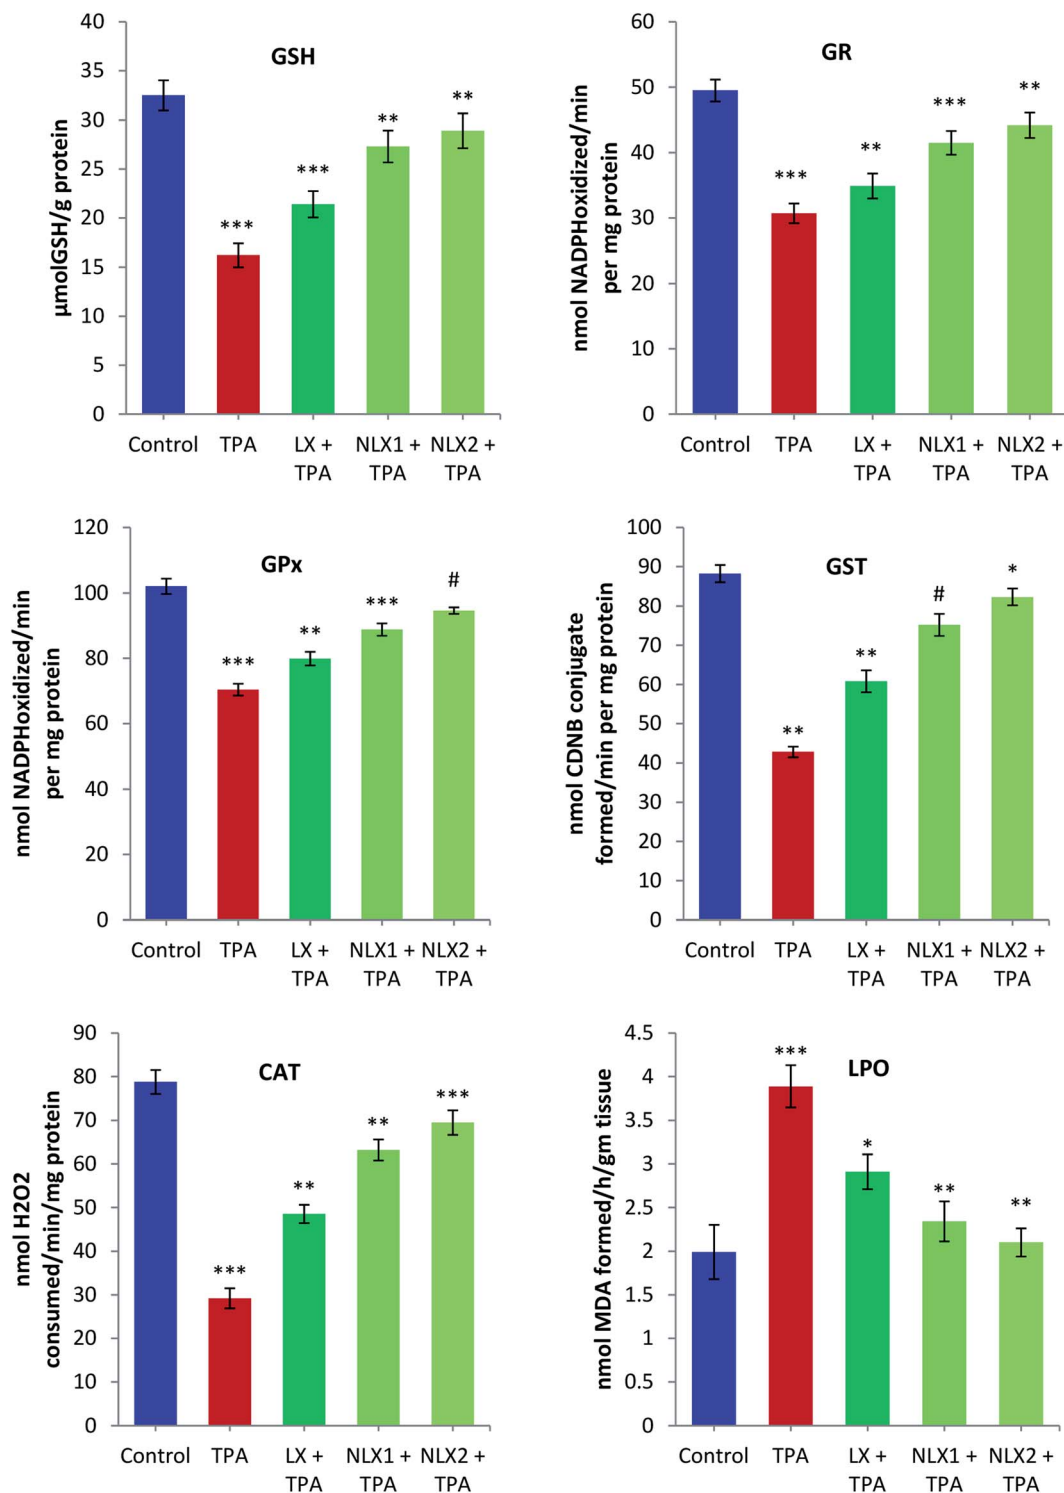 GSH
µmolGSH/g protein
40
35
30
25
20
15
10
5
0
***
***
**
**
Control
TPA
LX +
TPA
NLX1 +
TPA
NLX2 +
TPA
GR
nmol NADPHoxidized/min
per mg protein
60
50
40
30
20
10
0
***
**
***
**
Control
TPA
LX +
TPA
NLX1 +
TPA
NLX2 +
TPA
GPx
nmol NADPHoxidized/min
per mg protein
120
100
80
60
40
20
0
***
**
***
#
Control
TPA
LX +
TPA
NLX1 +
TPA
NLX2 +
TPA
GST
nmol CDNB conjugate
formed/min per mg protein
100
90
80
70
60
50
40
30
20
10
0
**
**
#
*
Control
TPA
LX +
TPA
NLX1 +
TPA
NLX2 +
TPA
CAT
nmol H2O2
consumed/min/mg protein
90
80
70
60
50
40
30
20
10
0
***
**
**
***
Control
TPA
LX +
TPA
NLX1 +
TPA
NLX2 +
TPA
LPO
nmol MDA formed/h/gm tissue
4.5
4
3.5
3
2.5
2
1.5
1
0.5
0
***
*
**
**
Control
TPA
LX +
TPA
NLX1 +
TPA
NLX2 +
TPA